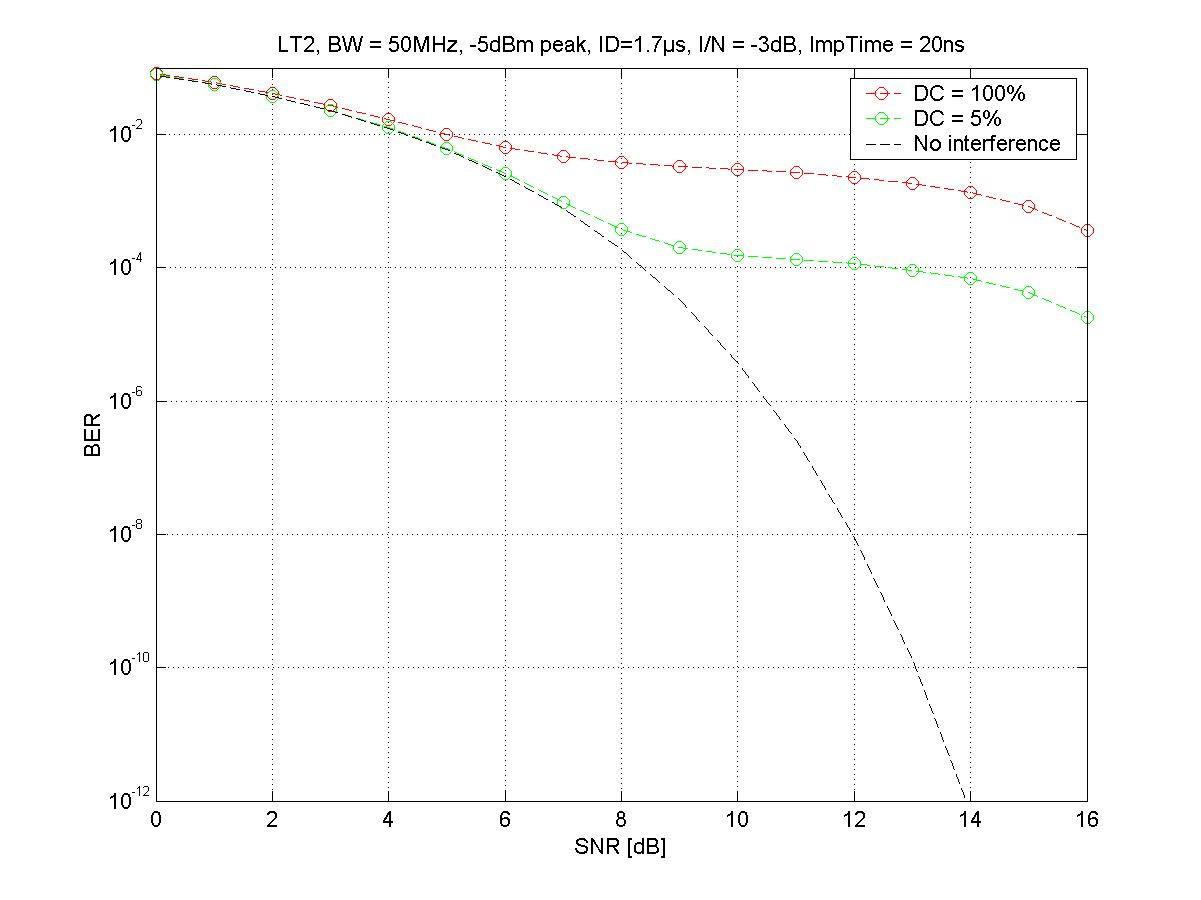 LT2, BW = 50MHz, -5dBm peak, ID=1.7µs, I/N = -3dB, ImpTime = 20ns
DC = 100%
DC = 5%
No interference
10^-2
10^-4
10^-6
10^-8
10^-10
10^-12
BER
0 2 4 6 8 10 12 14 16
SNR [dB]